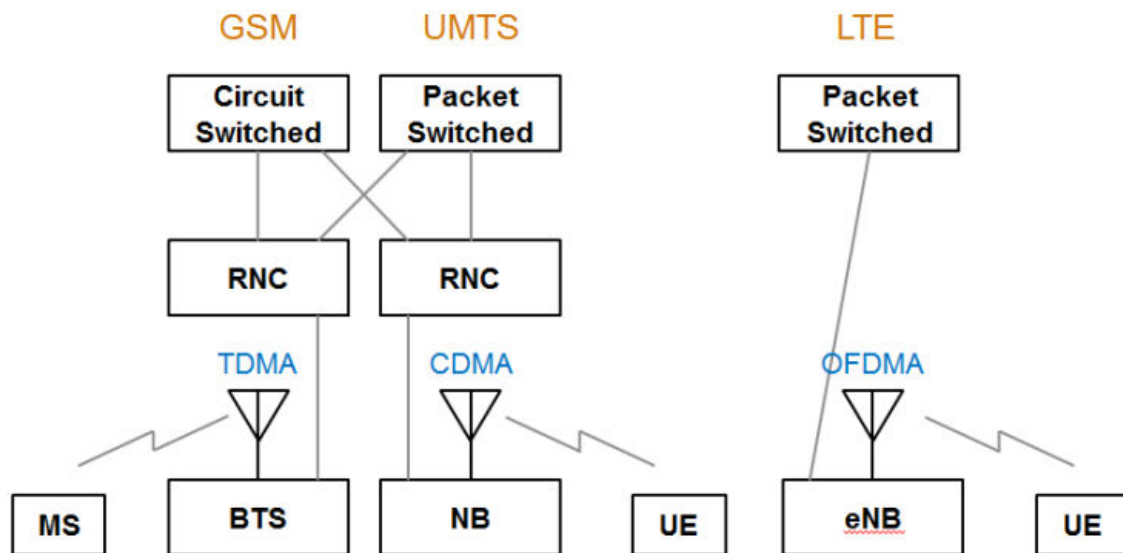 GSM
UMTS
LTE
Circuit
Switched
Packet
Switched
Packet
Switched
RNC
RNC
TDMA
CDMA
OFDMA
MS
BTS
NB
UE
eNB
UE